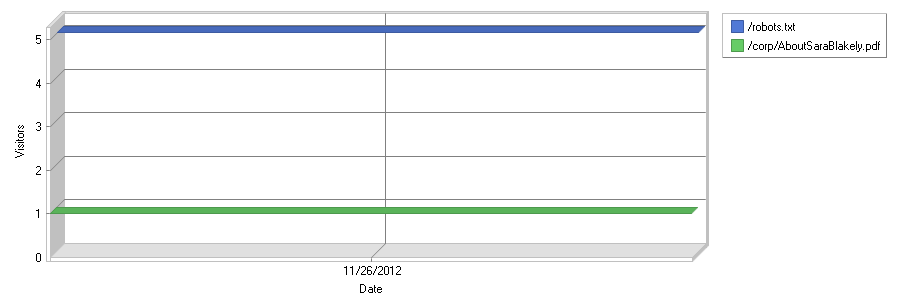 /robots.txt
/corp/AboutSaraBlakely.pdf
Visitors
5
4
3
2
1
0
11/26/2012
Date